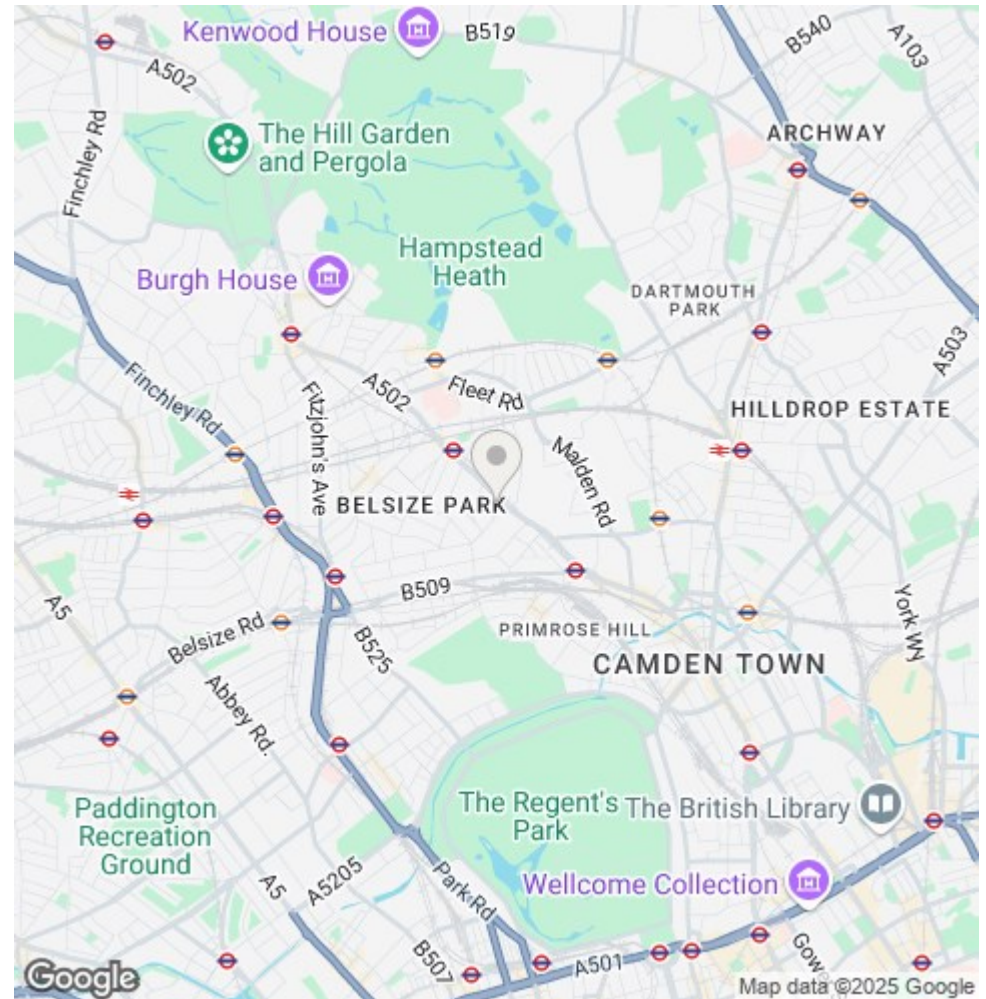 Kenwood House
B519
B540
A103
A502
The Hill Garden
and Pergola
ARCHWAY
Finchley Rd
Hampstead
Heath
Burgh House
DARTMOUTH
PARK
A503
A502
Fleet Rd
Finchley Rd
Fitzjohn's Ave
HILLDROP ESTATE
Malden Rd
BELSIZE PARK
B509
A5
York Wy
Belsize Rd
B525
PRIMROSE HILL
CAMDEN TOWN
Abbey Rd.
Paddington
Recreation
Ground
The Regent's
Park
The British Library
A5205
A5
Park Rd
Wellcome Collection
B507
A501
Gowe
Google
Map data ©2025 Google